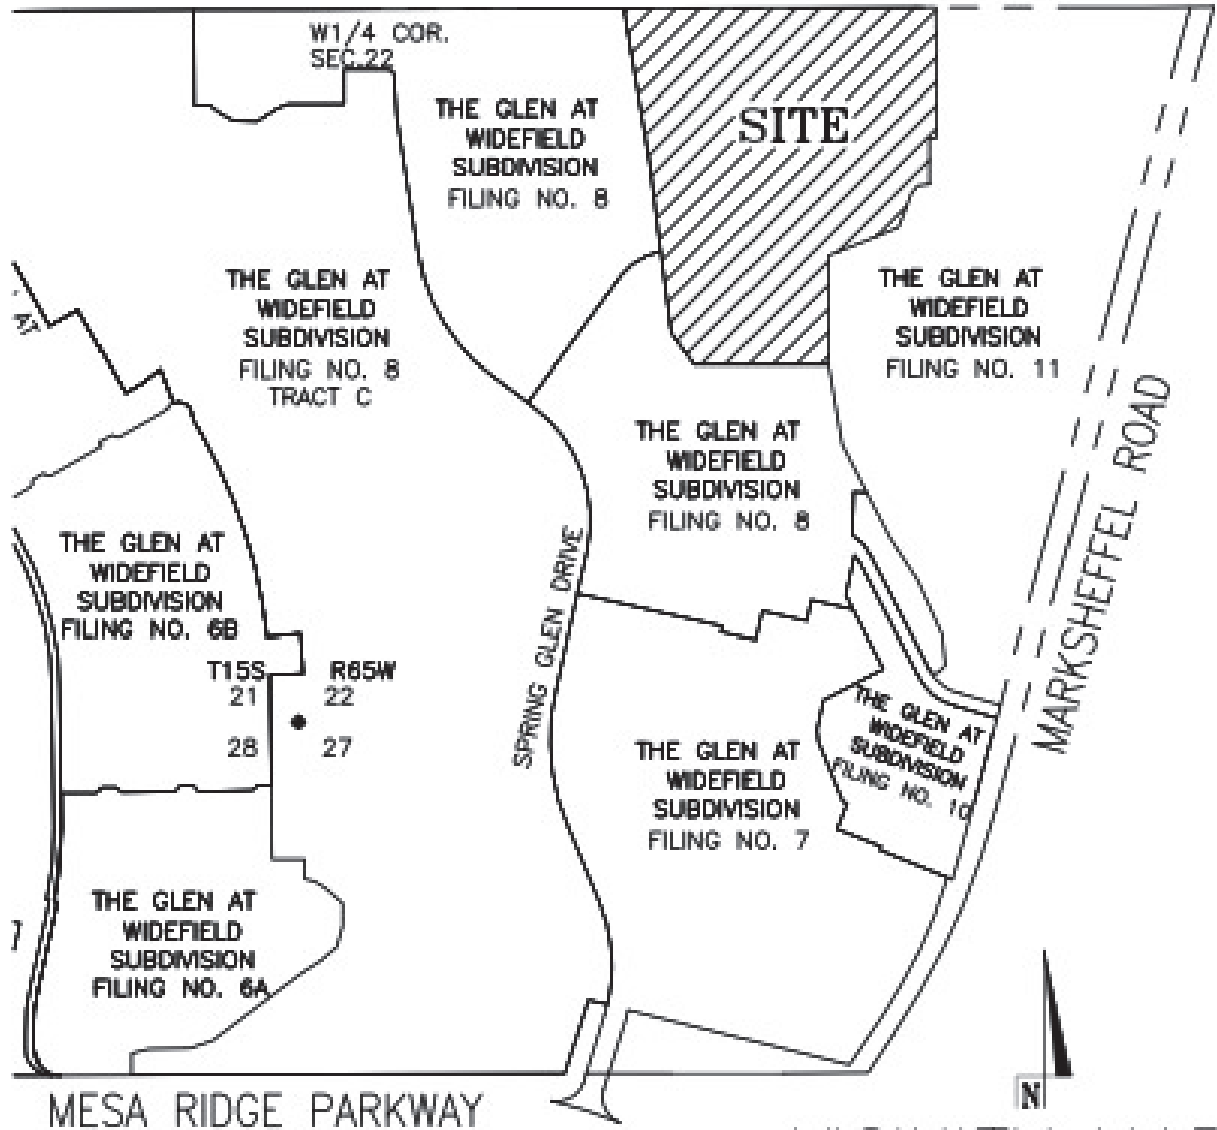 W1/4 COR.
SEC.22
THE GLEN AT
WIDEFIELD
SUBDIVISION
FILING NO. 8
SITE
THE GLEN AT
WIDEFIELD
SUBDIVISION
FILING NO. 8
TRACT C
THE GLEN AT
WIDEFIELD
SUBDIVISION
FILING NO. 11
AT
THE GLEN AT
WIDEFIELD
SUBDIVISION
FILING NO. 8
MARKSHEFFEL ROAD
THE GLEN AT
WIDEFIELD
SUBDIVISION
FILING NO. 6B
SPRING GLEN DRIVE
T15S R65W
21 22
28 27
THE GLEN AT
WIDEFIELD
SUBDIVISION
FILING NO. 10
THE GLEN AT
WIDEFIELD
SUBDIVISION
FILING NO. 7
THE GLEN AT
WIDEFIELD
SUBDIVISION
FILING NO. 6A
N
MESA RIDGE PARKWAY